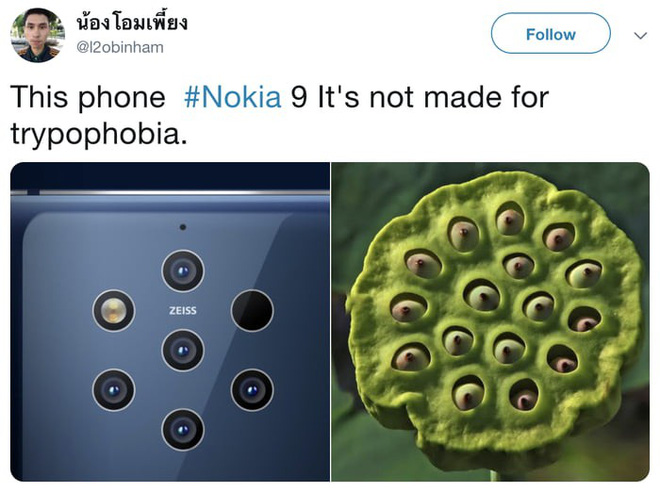 น้องโอมเพี้ยง
@l2obinham
Follow
This phone #Nokia 9 It's not made for
trypophobia.
ZEISS